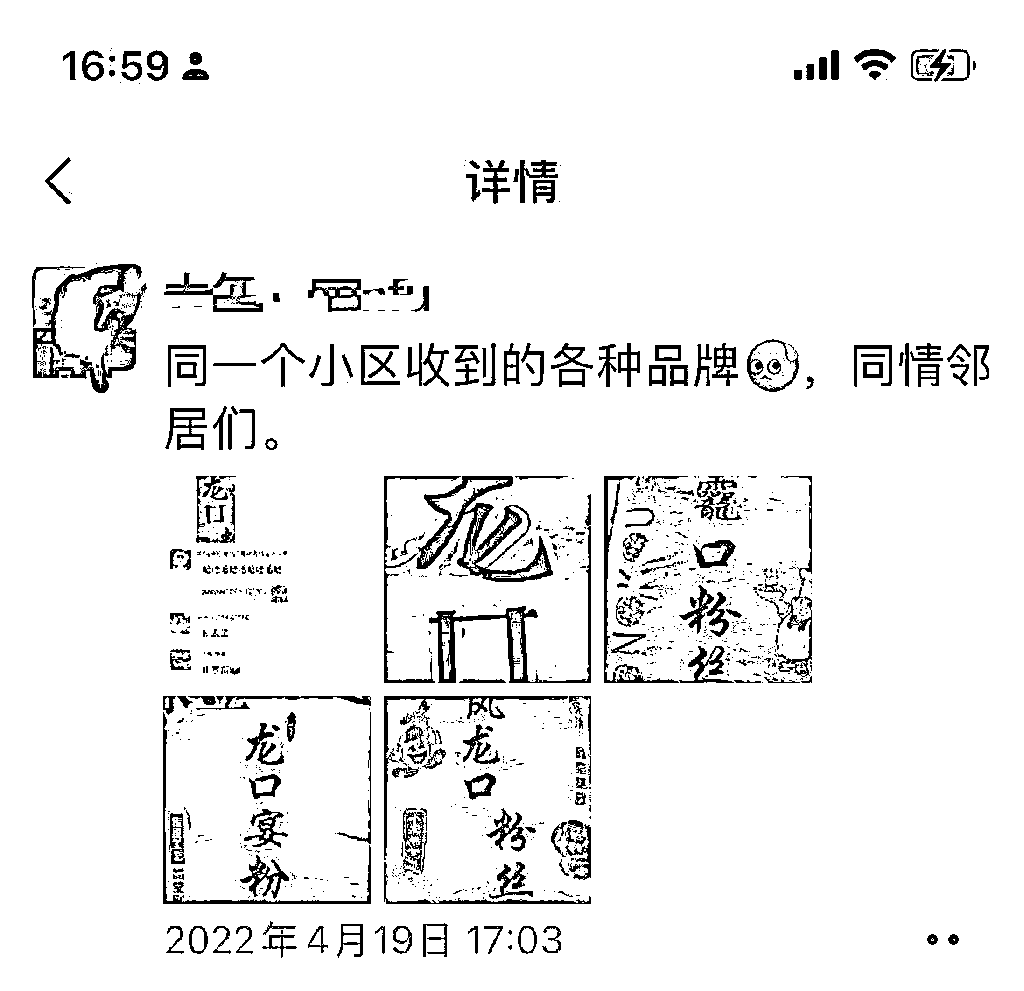 16:59
详情
同一个小区收到的各种品牌，同情邻
居们。
龙口
龙口
龍口粉丝
龙口宴粉
龙口
粉丝
2022年4月19日 17:03